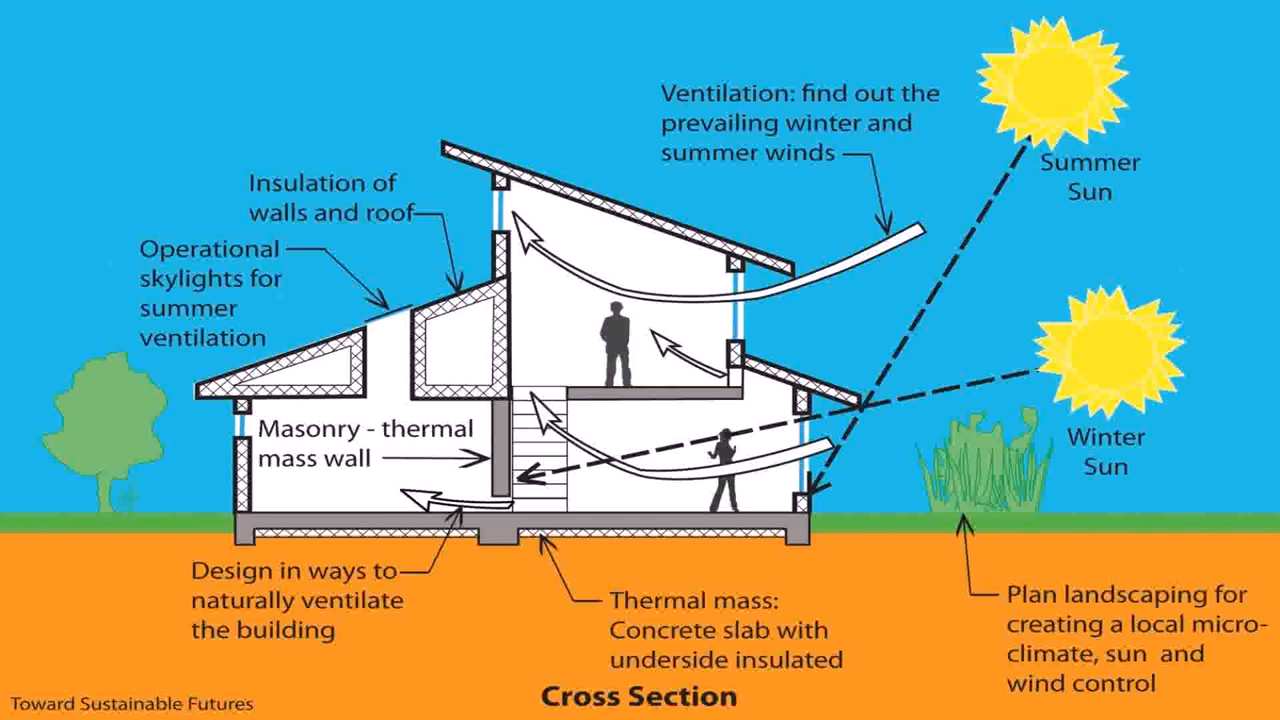 Ventilation: find out the
prevailing winter and
summer winds
Summer
Sun
Insulation of
walls and roof
Operational
skylights for
summer
ventilation
Masonry - thermal
mass wall
Winter
Sun
Design in ways to
naturally ventilate
the building
Thermal mass:
Concrete slab with
underside insulated
Plan landscaping for
creating a local micro-
climate, sun and
wind control
Cross Section
Toward Sustainable Futures